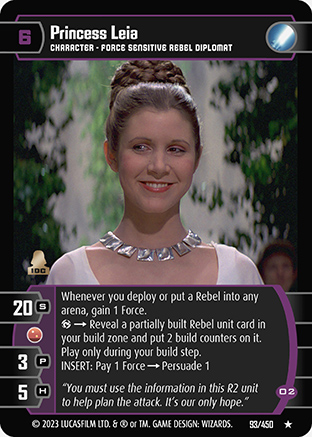 6
Princess Leia
CHARACTER - FORCE SENSITIVE REBEL DIPLOMAT
IBC
20 S
3 P
5 H
Whenever you deploy or put a Rebel into any
arena, gain 1 Force.
→ Reveal a partially built Rebel unit card in
your build zone and put 2 build counters on it.
Play only during your build step.
INSERT: Pay 1 Force → Persuade 1
“You must use the information in this R2 unit
to help plan the attack. It’s our only hope.”
02
© 2023 LUCASFILM LTD. & ® or TM. GAME DESIGN: WIZARDS.
93/450 ★